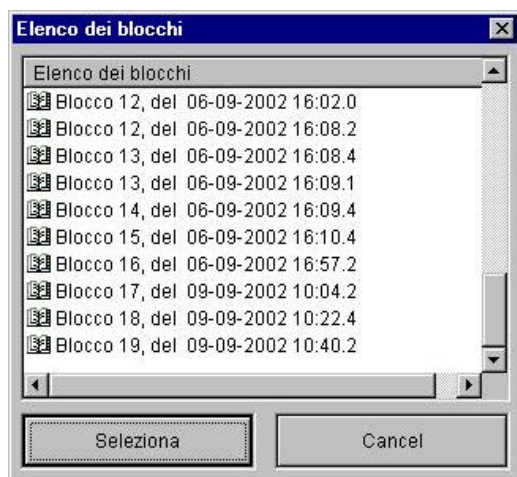 Elenco dei blocchi
Elenco dei blocchi
Blocco 12, del 06-09-2002 16:02.0
Blocco 12, del 06-09-2002 16:08.2
Blocco 13, del 06-09-2002 16:08.4
Blocco 13, del 06-09-2002 16:09.1
Blocco 14, del 06-09-2002 16:09.4
Blocco 15, del 06-09-2002 16:10.4
Blocco 16, del 06-09-2002 16:57.2
Blocco 17, del 09-09-2002 10:04.2
Blocco 18, del 09-09-2002 10:22.4
Blocco 19, del 09-09-2002 10:40.2
Seleziona Cancel